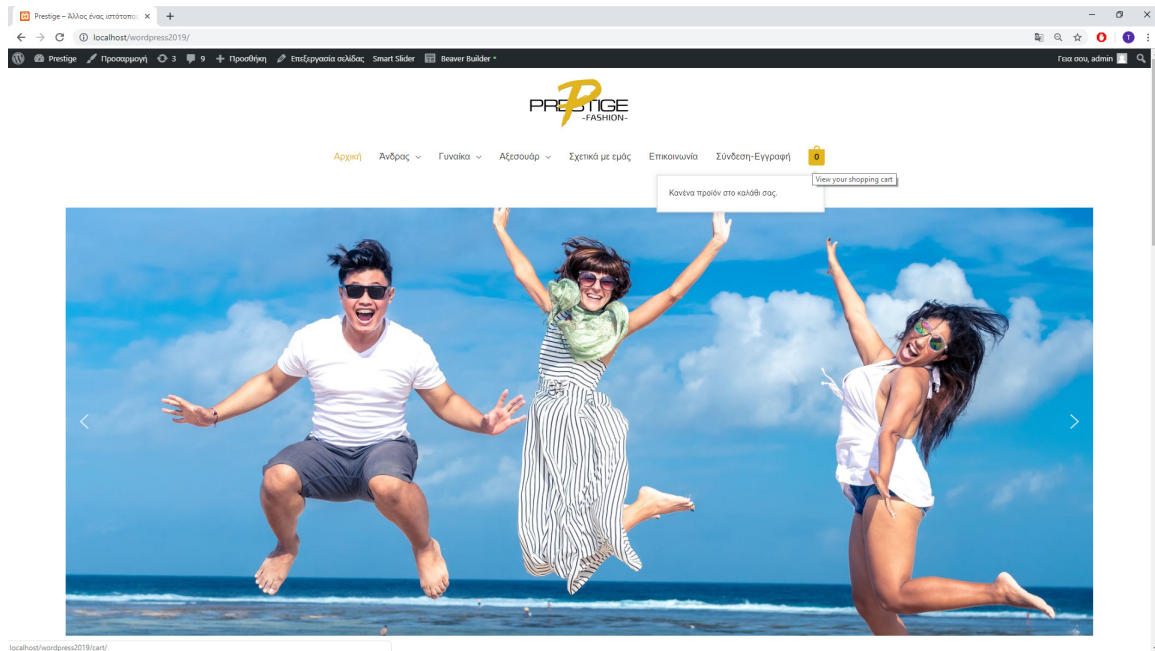 Prestige – Άλλος ένας ιστότοπος
localhost/wordpress2019/
Prestige Προσαρμογή 3 9 Προσθήκη Επεξεργασία σελίδας Smart Slider Beaver Builder Γεια σου, admin
PRESTIGE
-FASHION-
Αρχική Άνδρας Γυναίκα Αξεσουάρ Σχετικά με εμάς Επικοινωνία Σύνδεση-Εγγραφή 0
View your shopping cart
Κανένα προϊόν στο καλάθι σας.
localhost/wordpress2019/cart/